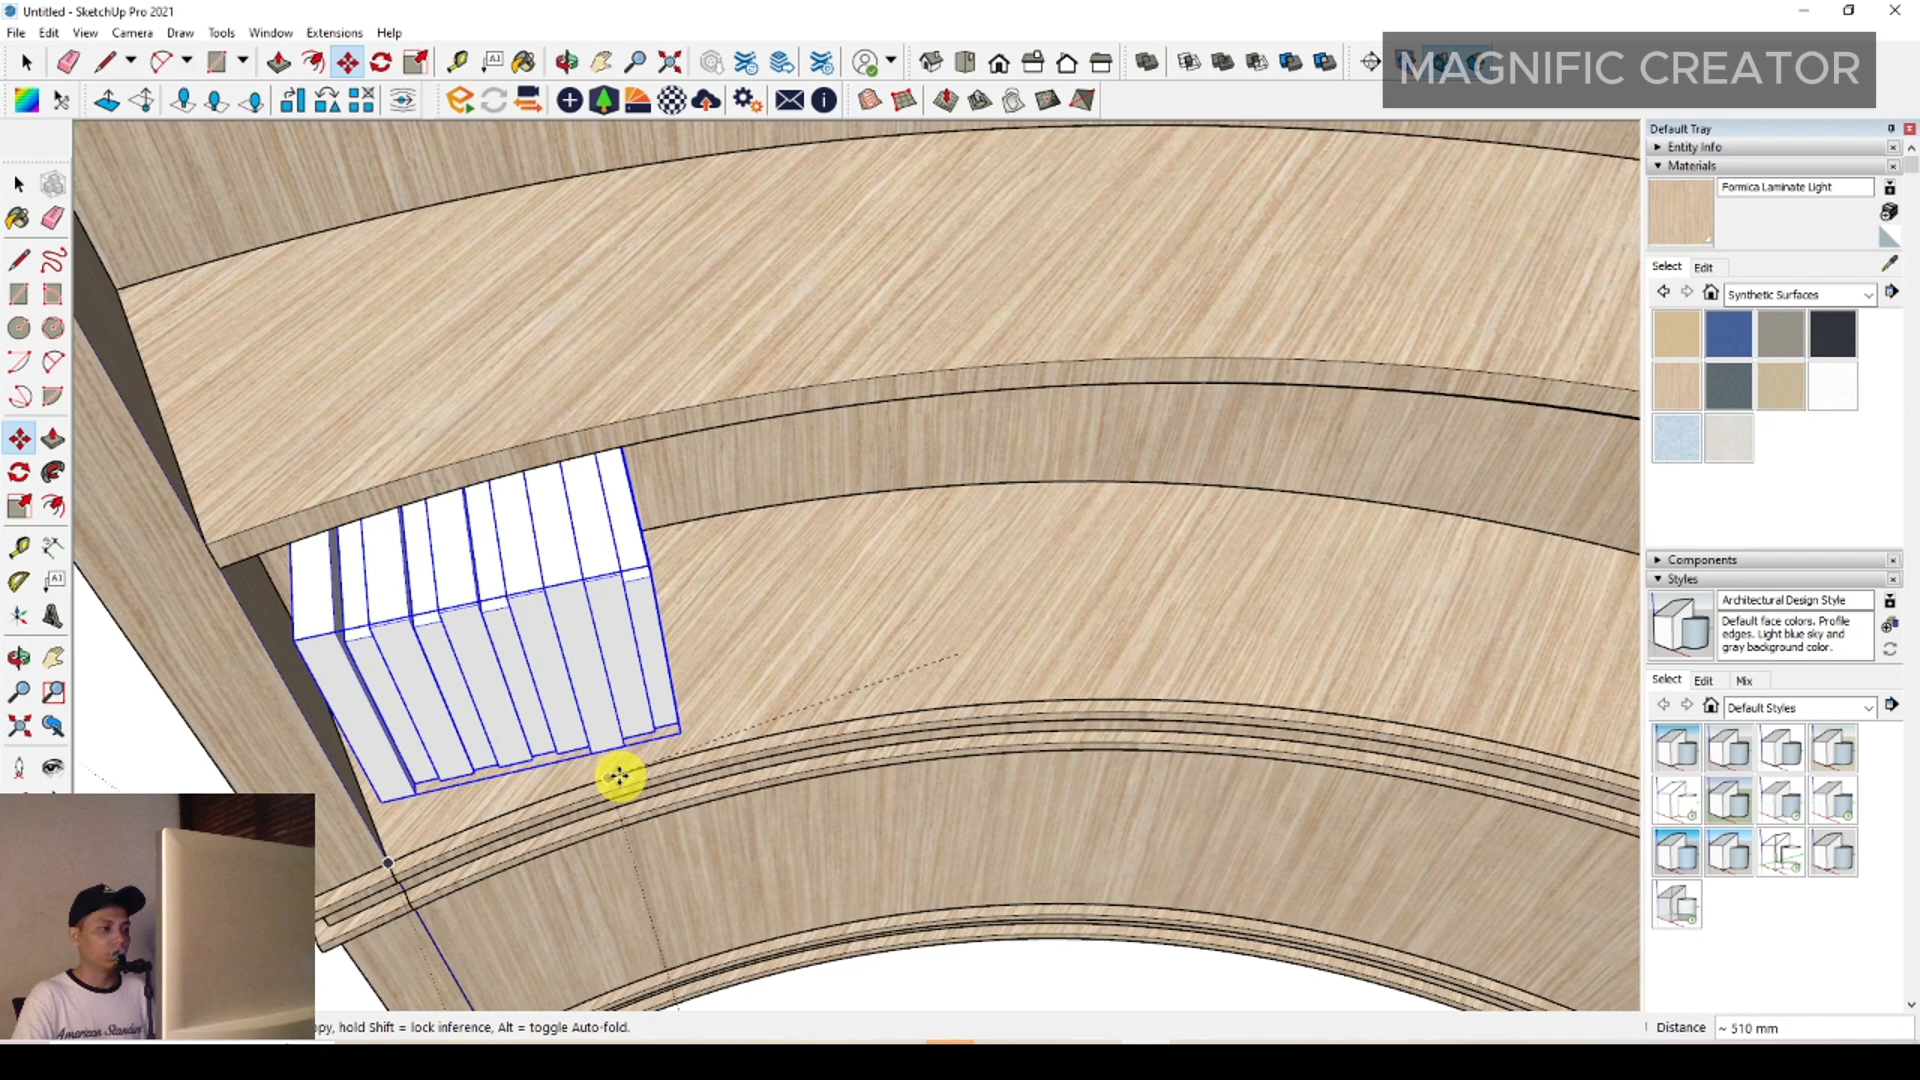 Untitled - SketchUp Pro 2021
File Edit View Camera Draw Tools Window Extensions Help
MAGNIFIC CREATOR
Default Tray
Entity Info
Materials
Formica Laminate Light
Select Edit
Synthetic Surfaces
Components
Styles
Architectural Design Style
Default face colors. Profile
edges. Light blue sky and
gray background color.
Select Edit Mix
Default Styles
American Standard
opy, hold Shift = lock inference, Alt = toggle Auto-fold.
Distance ~ 510 mm